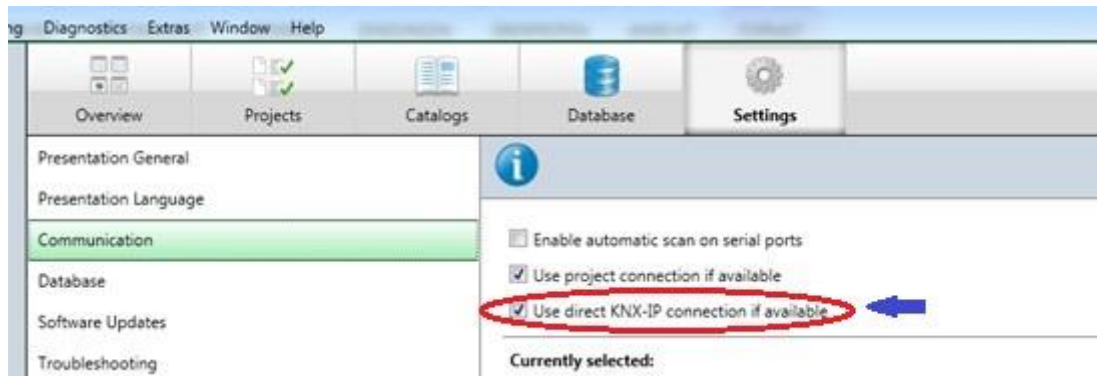 ng Diagnostics Extras Window Help
Overview Projects Catalogs Database Settings
Presentation General
Presentation Language
Communication
Enable automatic scan on serial ports
Database
Use project connection if available
Software Updates
Use direct KNX-IP connection if available
Troubleshooting
Currently selected: